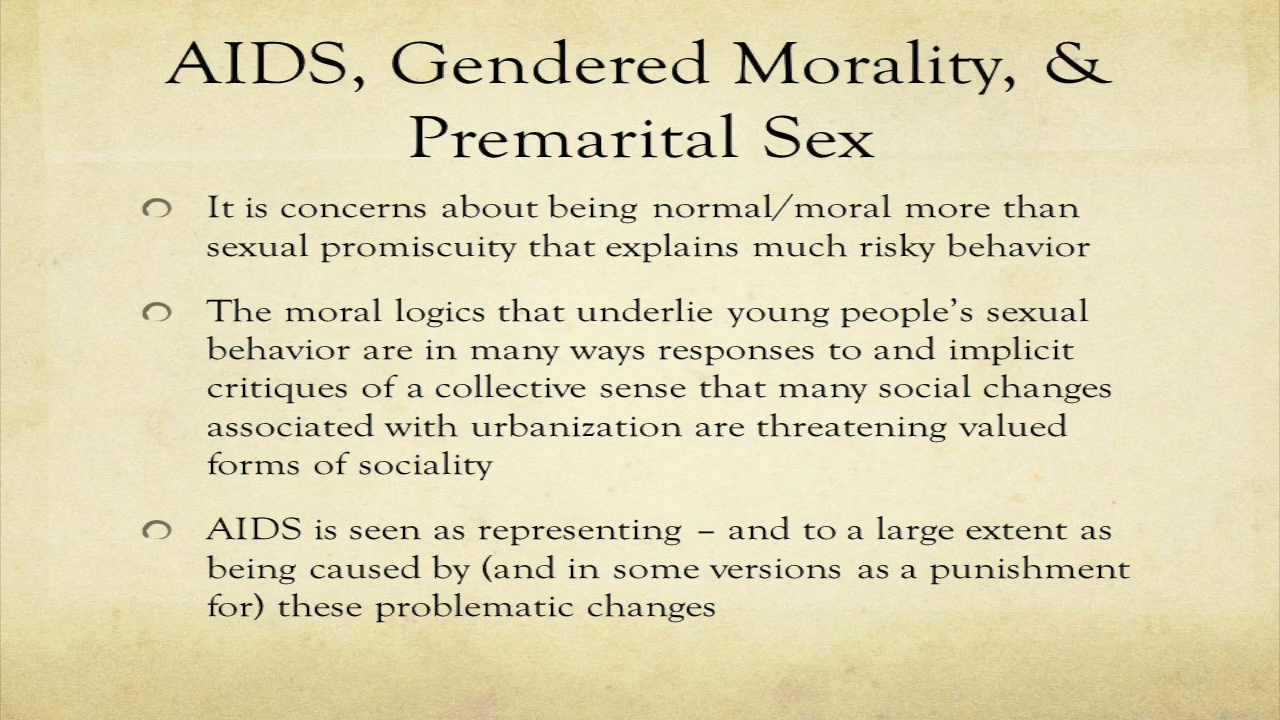 AIDS, Gendered Morality, &
Premarital Sex
It is concerns about being normal/moral more than
sexual promiscuity that explains much risky behavior
The moral logics that underlie young people’s sexual
behavior are in many ways responses to and implicit
critiques of a collective sense that many social changes
associated with urbanization are threatening valued
forms of sociality
AIDS is seen as representing – and to a large extent as
being caused by (and in some versions as a punishment
for) these problematic changes